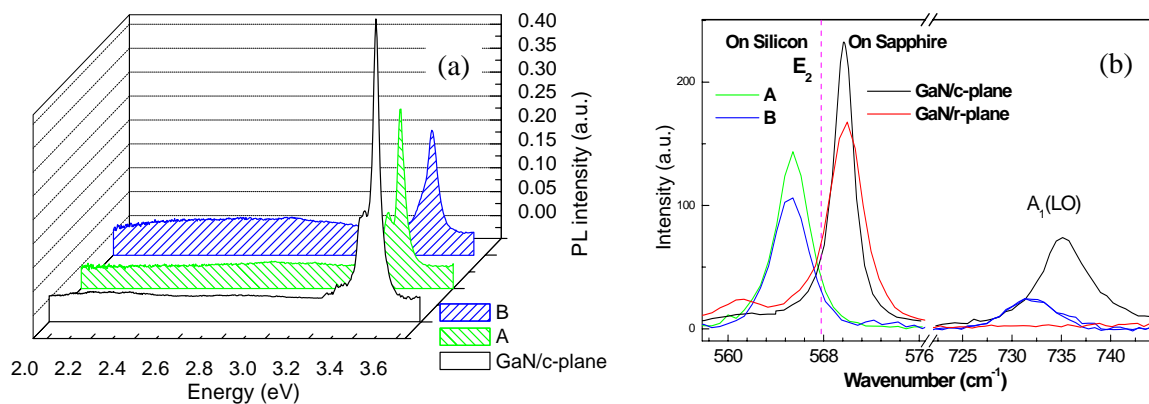 (a)
0.40
0.35
0.30
0.25
0.20
0.15
0.10
0.05
0.00
PL intensity (a.u.)
2.0 2.2 2.4 2.6 2.8 3.0 3.2 3.4 3.6
Energy (eV)
B
A
GaN/c-plane
(b)
On Silicon
On Sapphire
E2
A
B
GaN/c-plane
GaN/r-plane
A1(LO)
200
100
0
Intensity (a.u.)
560 568 576 725 730 735 740
Wavenumber (cm-1)